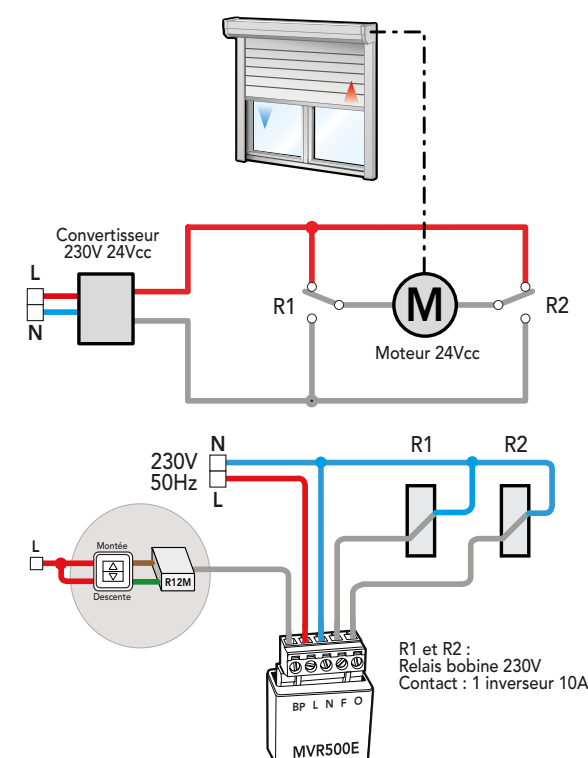 Convertisseur
230V 24Vcc
L
N
R1
M
R2
Moteur 24Vcc
N
230V
50Hz
L
R1
R2
L
Montée
R12M
Descente
R1 et R2 :
Relais bobine 230V
Contact : 1 inverseur 10A
BP L N F O
MVR500E